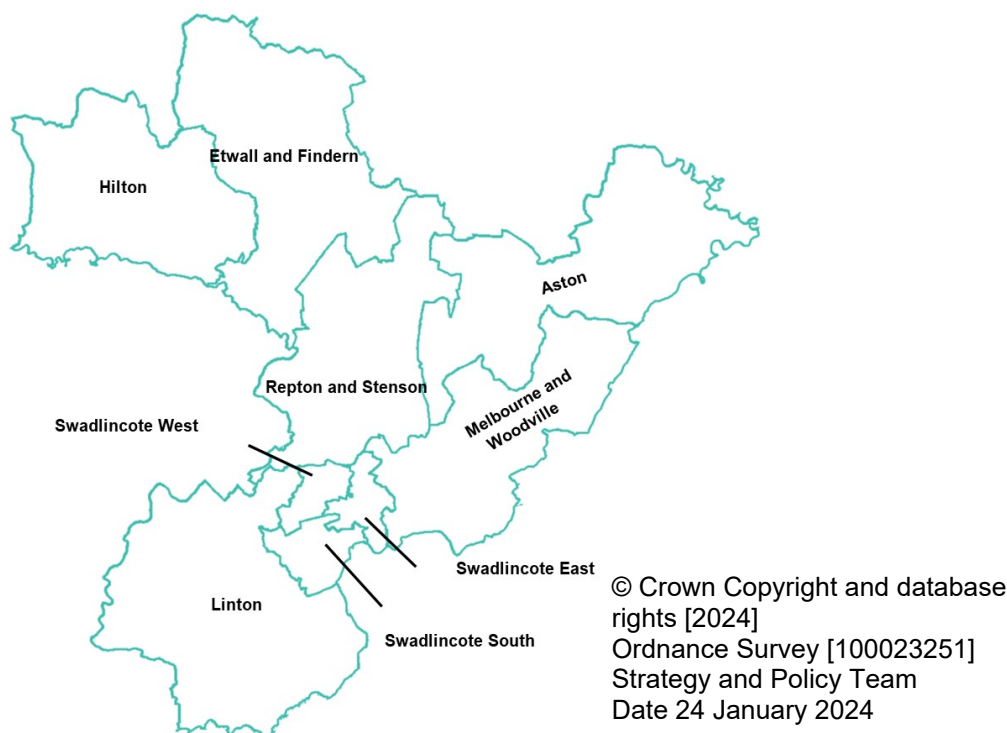 Etwall and Findern
Hilton
Aston
Repton and Stenson
Melbourne and
Woodville
Swadlincote West
Swadlincote East
Linton
Swadlincote South
© Crown Copyright and database
rights [2024]
Ordnance Survey [100023251]
Strategy and Policy Team
Date 24 January 2024